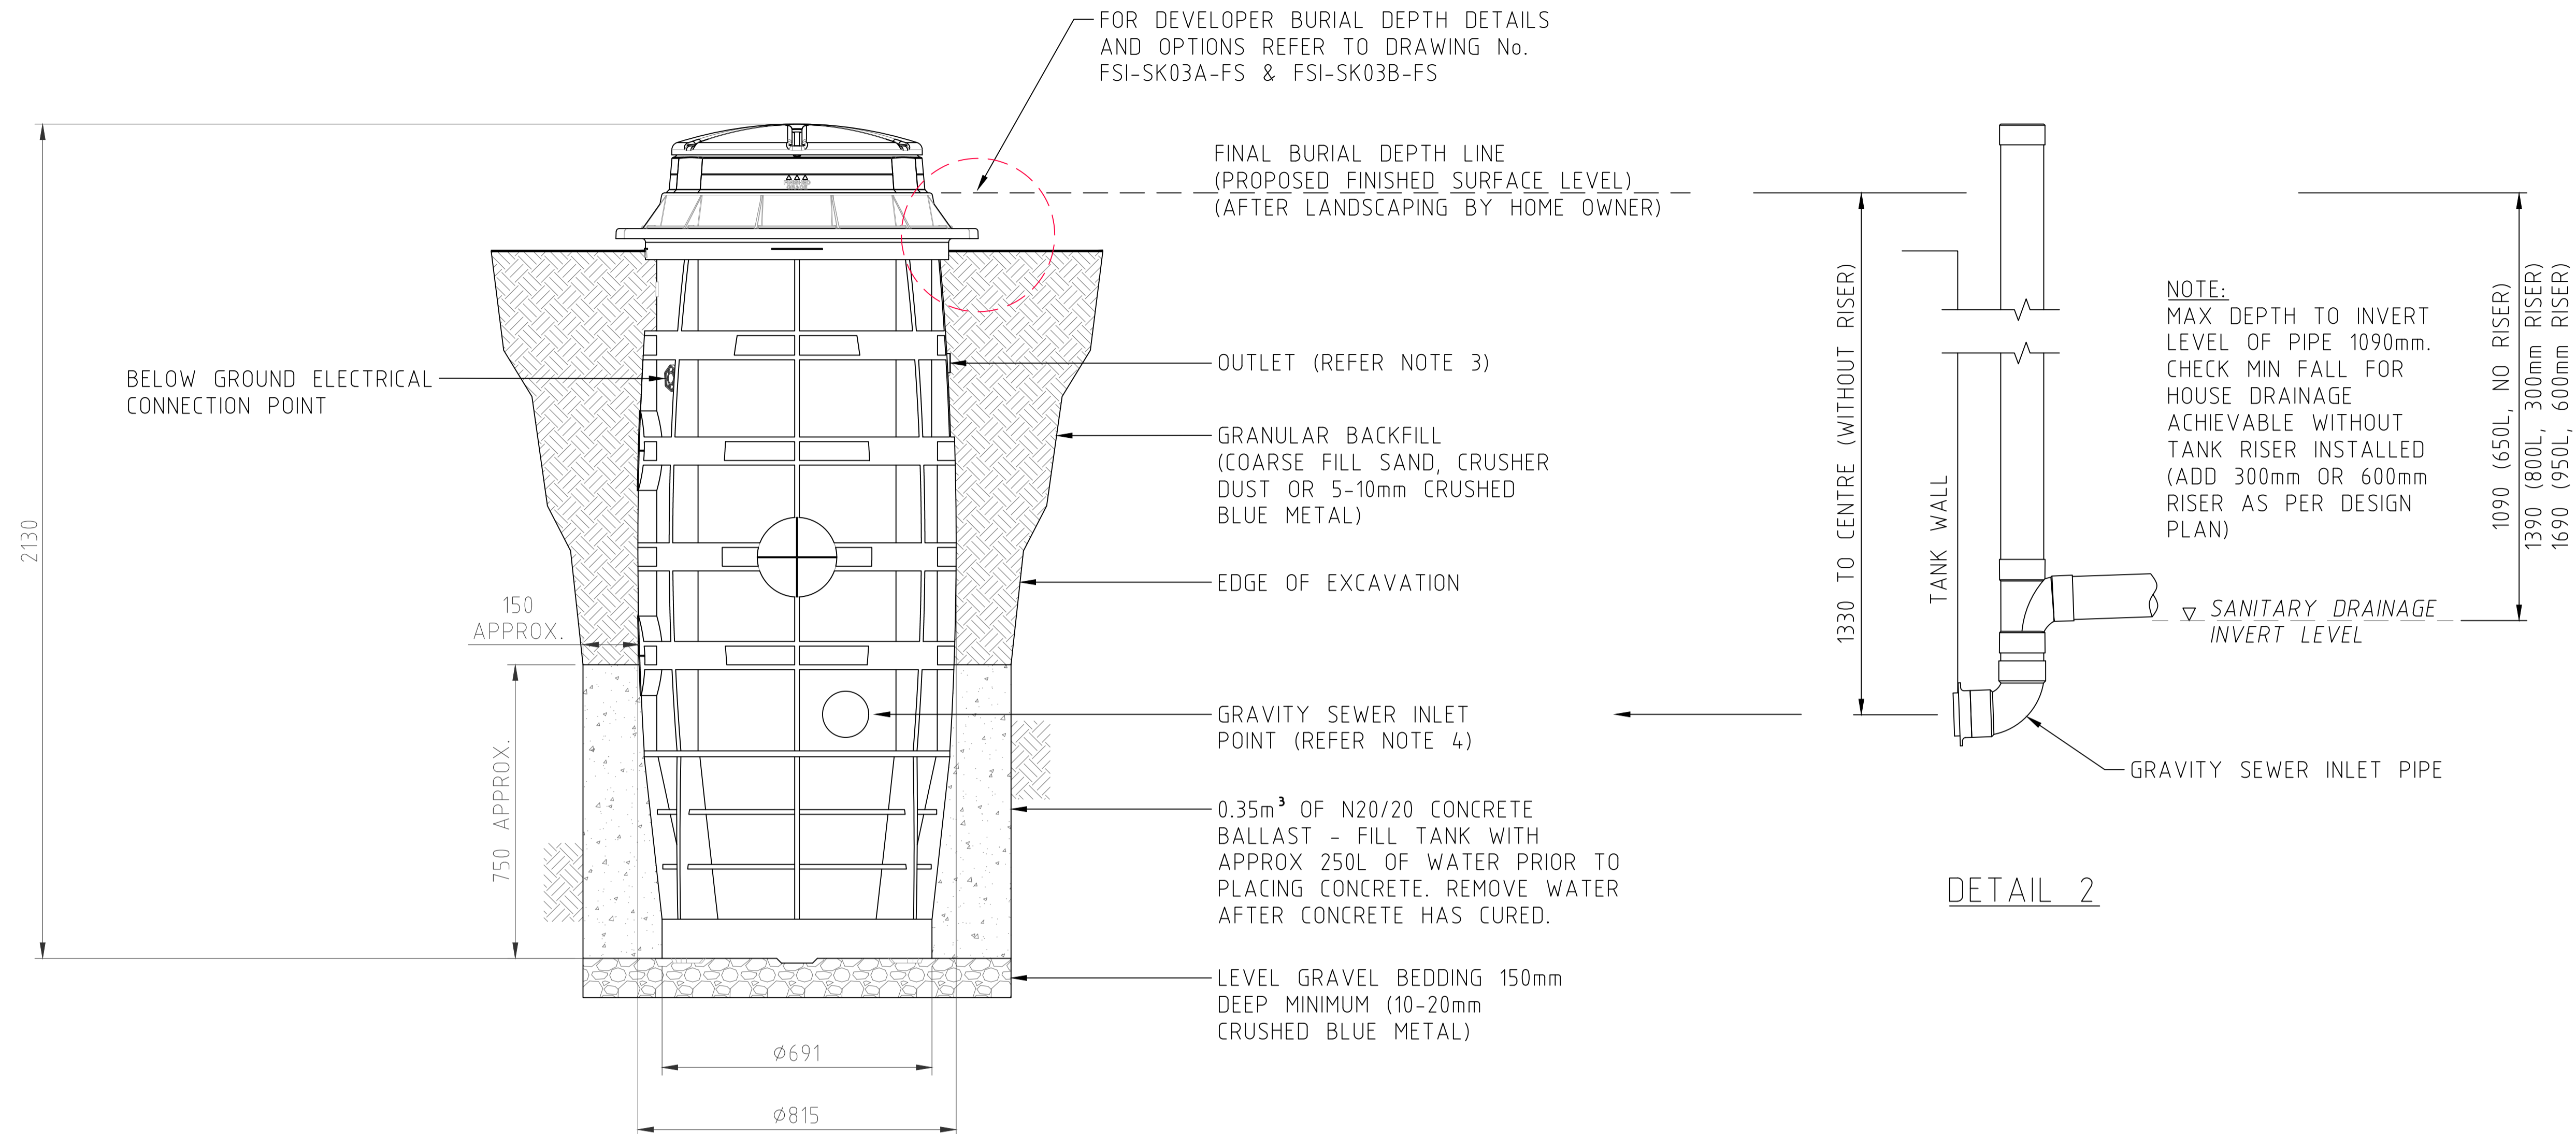 FOR DEVELOPER BURIAL DEPTH DETAILS
AND OPTIONS REFER TO DRAWING No.
FSI-SK03A-FS & FSI-SK03B-FS
FINAL BURIAL DEPTH LINE
(PROPOSED FINISHED SURFACE LEVEL)
(AFTER LANDSCAPING BY HOME OWNER)
2130
BELOW GROUND ELECTRICAL
CONNECTION POINT
OUTLET (REFER NOTE 3)
GRANULAR BACKFILL
(COARSE FILL SAND, CRUSHER
DUST OR 5-10mm CRUSHED
BLUE METAL)
EDGE OF EXCAVATION
150
APPROX.
750 APPROX.
GRAVITY SEWER INLET
POINT (REFER NOTE 4)
0.35m³ OF N20/20 CONCRETE
BALLAST - FILL TANK WITH
APPROX 250L OF WATER PRIOR TO
PLACING CONCRETE. REMOVE WATER
AFTER CONCRETE HAS CURED.
LEVEL GRAVEL BEDDING 150mm
DEEP MINIMUM (10-20mm
CRUSHED BLUE METAL)
Ø691
Ø815
1330 TO CENTRE (WITHOUT RISER)
TANK WALL
NOTE:
MAX DEPTH TO INVERT
LEVEL OF PIPE 1090mm.
CHECK MIN FALL FOR
HOUSE DRAINAGE
ACHIEVABLE WITHOUT
TANK RISER INSTALLED
(ADD 300mm OR 600mm
RISER AS PER DESIGN
PLAN)
1090 (650L, NO RISER)
1390 (800L, 300mm RISER)
1690 (950L, 600mm RISER)
SANITARY DRAINAGE
INVERT LEVEL
GRAVITY SEWER INLET PIPE
DETAIL 2